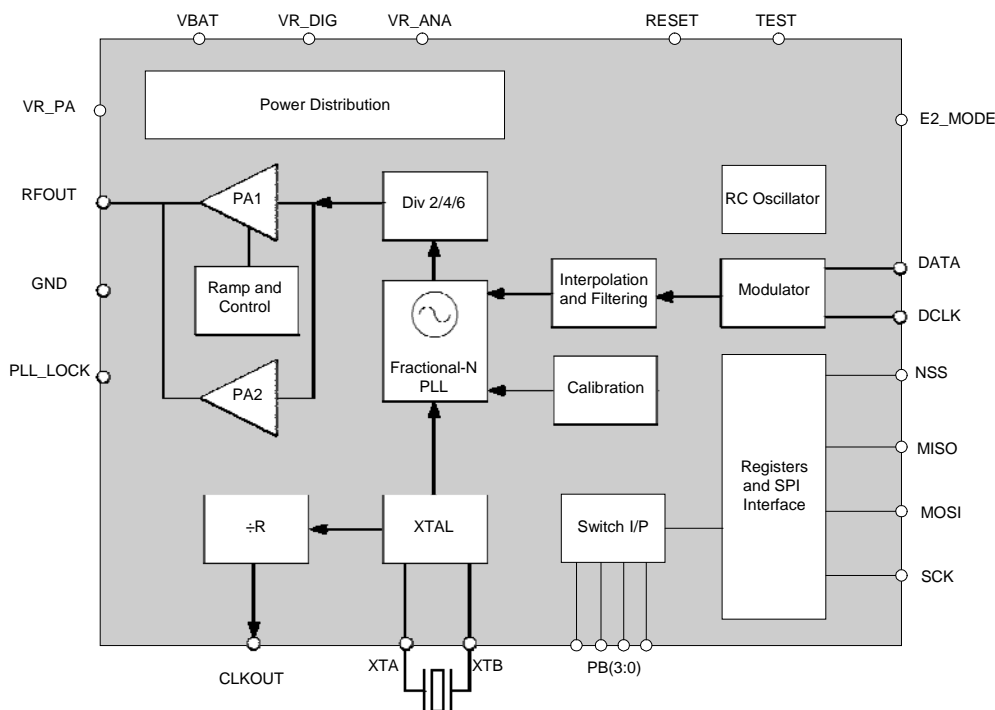 VBAT
VR_DIG
VR_ANA
RESET
TEST
VR_PA
Power Distribution
E2_MODE
RFOUT
PA1
Div 2/4/6
RC Oscillator
GND
Ramp and
Control
Interpolation
and Filtering
Modulator
DATA
DCLK
Fractional-N
PLL
PLL_LOCK
PA2
Calibration
NSS
MISO
Registers
and SPI
Interface
MOSI
SCK
÷R
XTAL
Switch I/P
CLKOUT
XTA
XTB
PB(3:0)